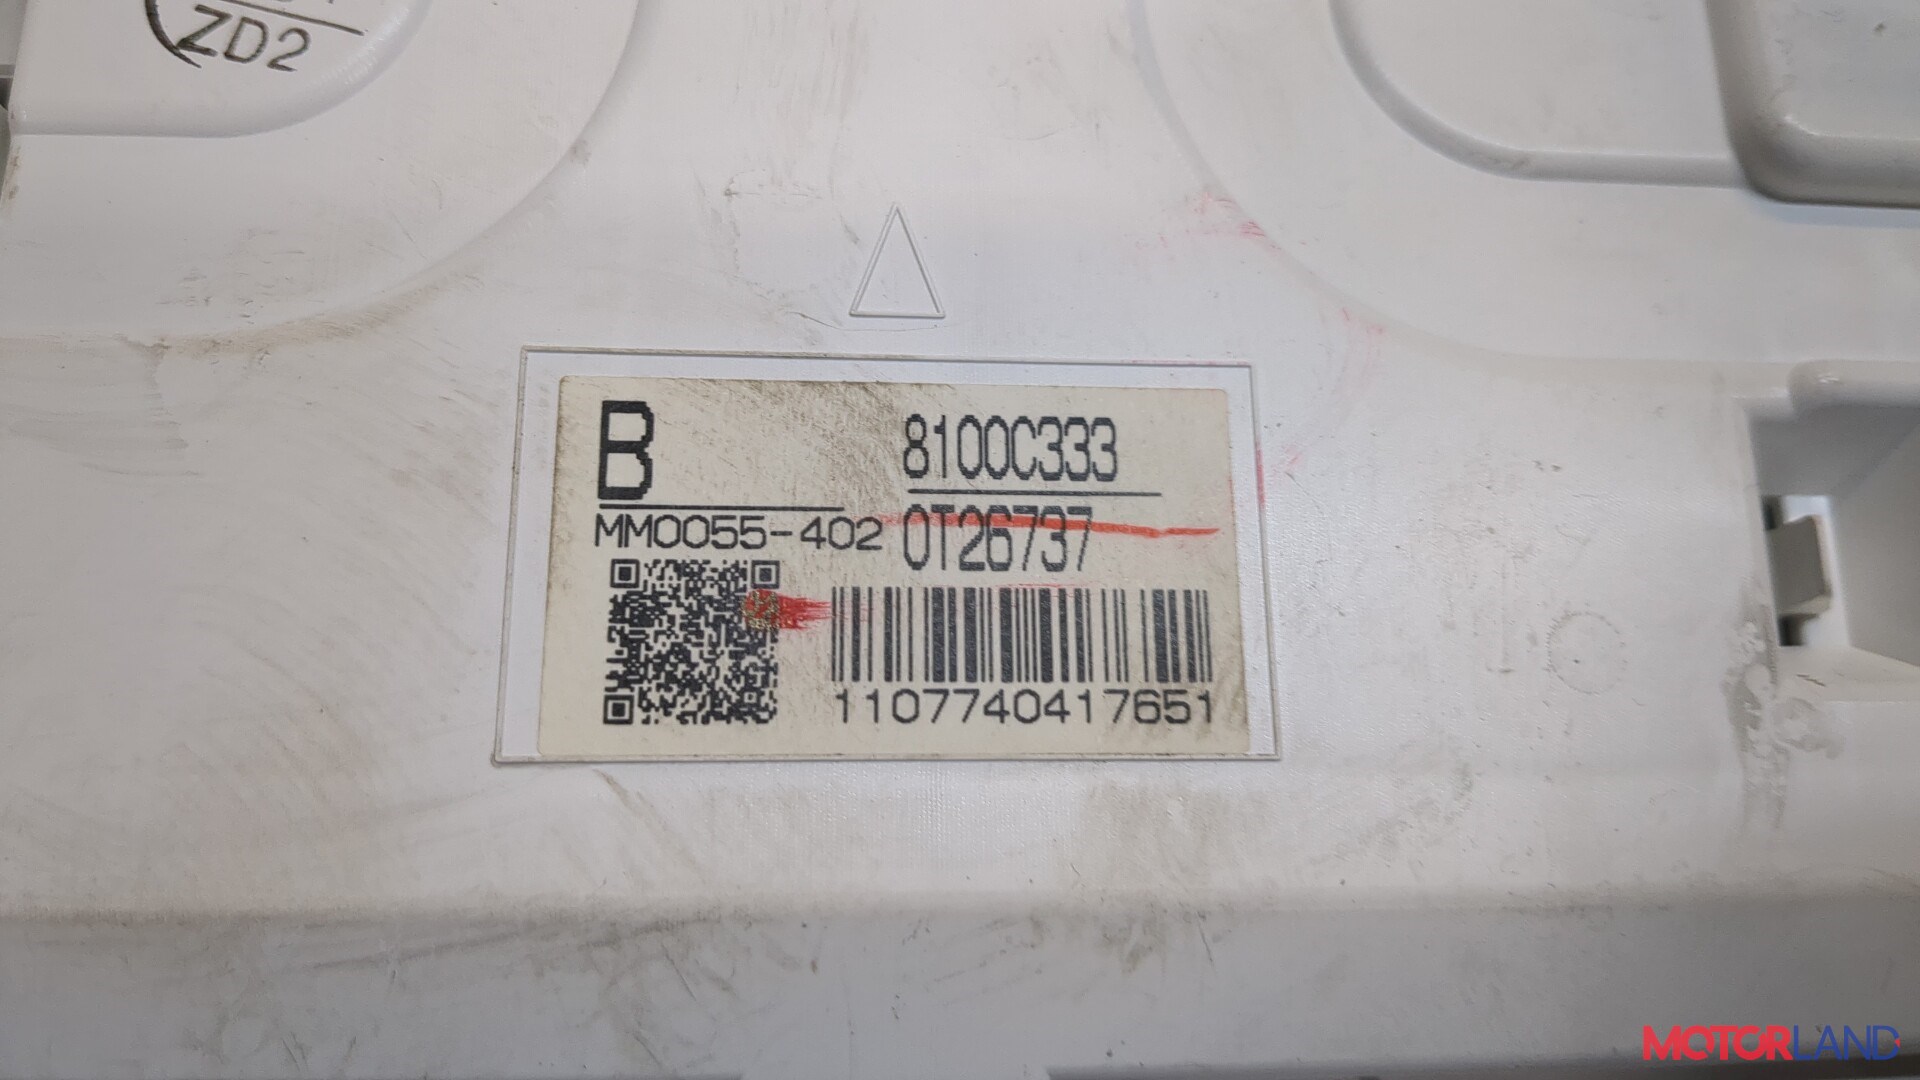 ZD2
B
8100C333
MM0055-402
0T26737
1107740417651
MOTORLAND